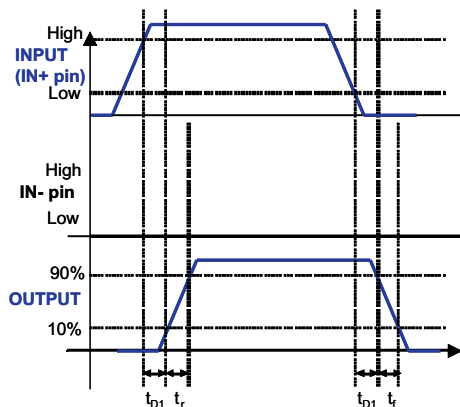 High
INPUT
(IN+ pin)
Low
High
IN- pin
Low
90%
OUTPUT
10%
tD1 tr tD1 tf